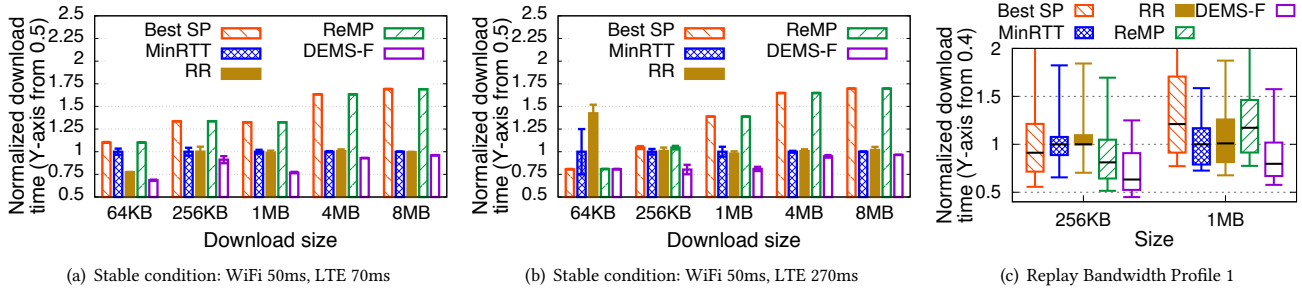 Normalized download
time (Y-axis from 0.5)
2.5
2.25
2
1.75
1.5
1.25
1
0.75
Best SP
MinRTT
RR
ReMP
DEMS-F
64KB 256KB 1MB 4MB 8MB
Download size
(a) Stable condition: WiFi 50ms, LTE 70ms
Normalized download
time (Y-axis from 0.5)
2.5
2.25
2
1.75
1.5
1.25
1
0.75
Best SP
MinRTT
RR
ReMP
DEMS-F
64KB 256KB 1MB 4MB 8MB
Download size
(b) Stable condition: WiFi 50ms, LTE 270ms
Best SP RR DEMS-F
MinRTT ReMP
Normalized download
time (Y-axis from 0.4)
2
1.5
1
0.5
256KB 1MB
Size
(c) Replay Bandwidth Profile 1